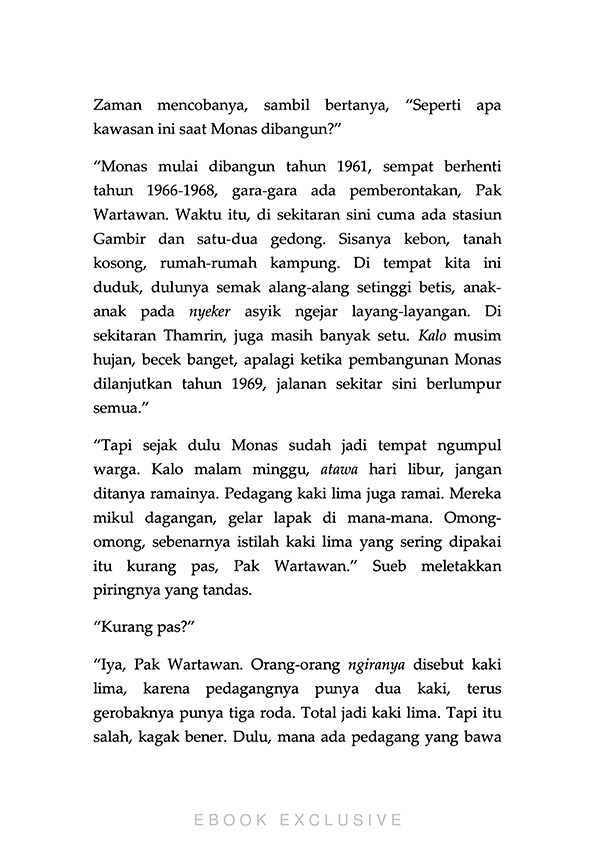 Zaman mencobanya, sambil bertanya, “Seperti apa
kawasan ini saat Monas dibangun?”
“Monas mulai dibangun tahun 1961, sempat berhenti
tahun 1966-1968, gara-gara ada pemberontakan, Pak
Wartawan. Waktu itu, di sekitaran sini cuma ada stasiun
Gambir dan satu-dua gedong. Sisanya kebon, tanah
kosong, rumah-rumah kampung. Di tempat kita ini
duduk, dulunya semak alang-alang setinggi betis, anak-
anak pada nyeker asyik ngejar layang-layangan. Di
sekitaran Thamrin, juga masih banyak setu. Kalo musim
hujan, becek banget, apalagi ketika pembangunan Monas
dilanjutkan tahun 1969, jalanan sekitar sini berlumpur
semua.”
“Tapi sejak dulu Monas sudah jadi tempat ngumpul
warga. Kalo malam minggu, atawa hari libur, jangan
ditanya ramainya. Pedagang kaki lima juga ramai. Mereka
mikul dagangan, gelar lapak di mana-mana. Omong-
omong, sebenarnya istilah kaki lima yang sering dipakai
itu kurang pas, Pak Wartawan.” Sueb meletakkan
piringnya yang tandas.
“Kurang pas?”
“Iya, Pak Wartawan. Orang-orang ngiranya disebut kaki
lima, karena pedagangnya punya dua kaki, terus
gerobaknya punya tiga roda. Total jadi kaki lima. Tapi itu
salah, kagak bener. Dulu, mana ada pedagang yang bawa
EBOOK EXCLUSIVE